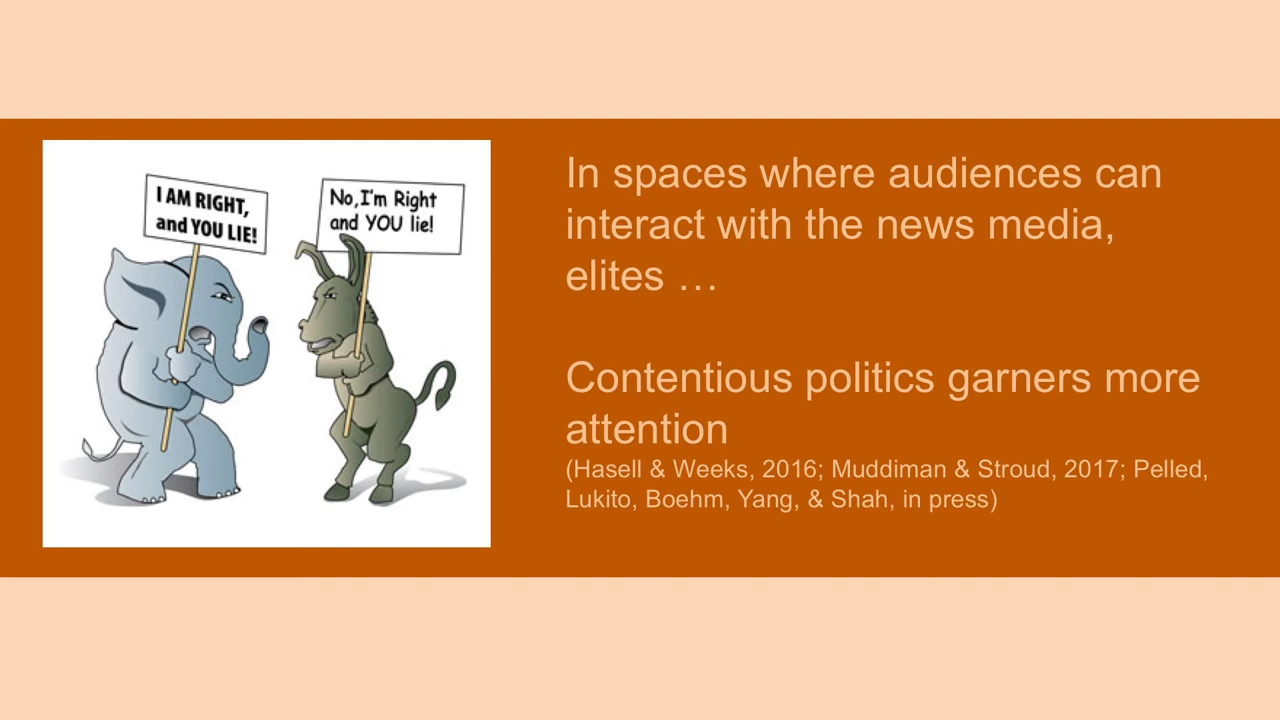 I AM RIGHT,
and YOU LIE!
No,I'm Right
and YOU lie!
In spaces where audiences can
interact with the news media,
elites …
Contentious politics garners more
attention
(Hasell & Weeks, 2016; Muddiman & Stroud, 2017; Pelled,
Lukito, Boehm, Yang, & Shah, in press)